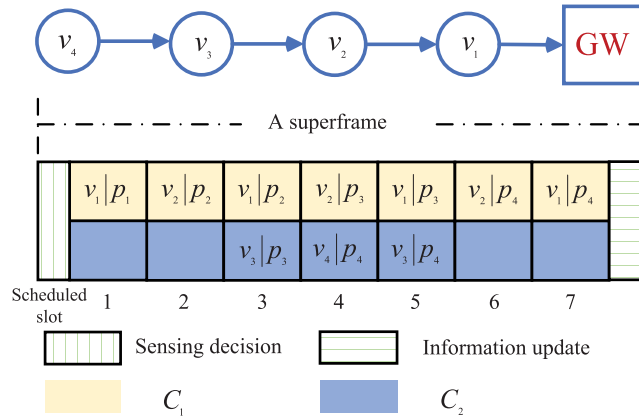 v₄ v₃ v₂ v₁ GW
A superframe
v₁|p₁ v₂|p₂ v₁|p₂ v₂|p₃ v₁|p₃ v₂|p₄ v₁|p₄
v₃|p₃ v₄|p₄ v₃|p₄
Scheduled
slot
1 2 3 4 5 6 7
Sensing decision Information update
C₁ C₂